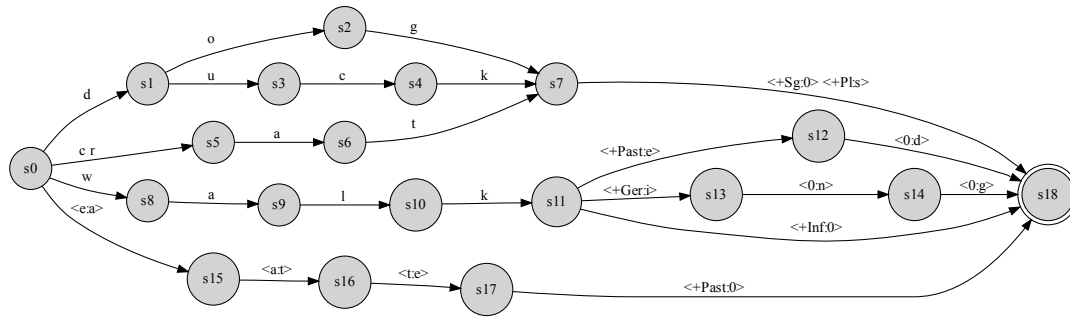 s2
o
g
s1
u
s3
c
s4
k
s7
<+Sg:0> <+Pl:s>
d
t
s12
s5
a
s6
<+Past:e>
<0:d>
c r
s0
w
<+Ger:i>
s13
<0:n>
s14
<0:g>
s18
s8
a
s9
l
s10
k
s11
<e:a>
<+Inf:0>
s15
<a:t>
s16
<t:e>
s17
<+Past:0>